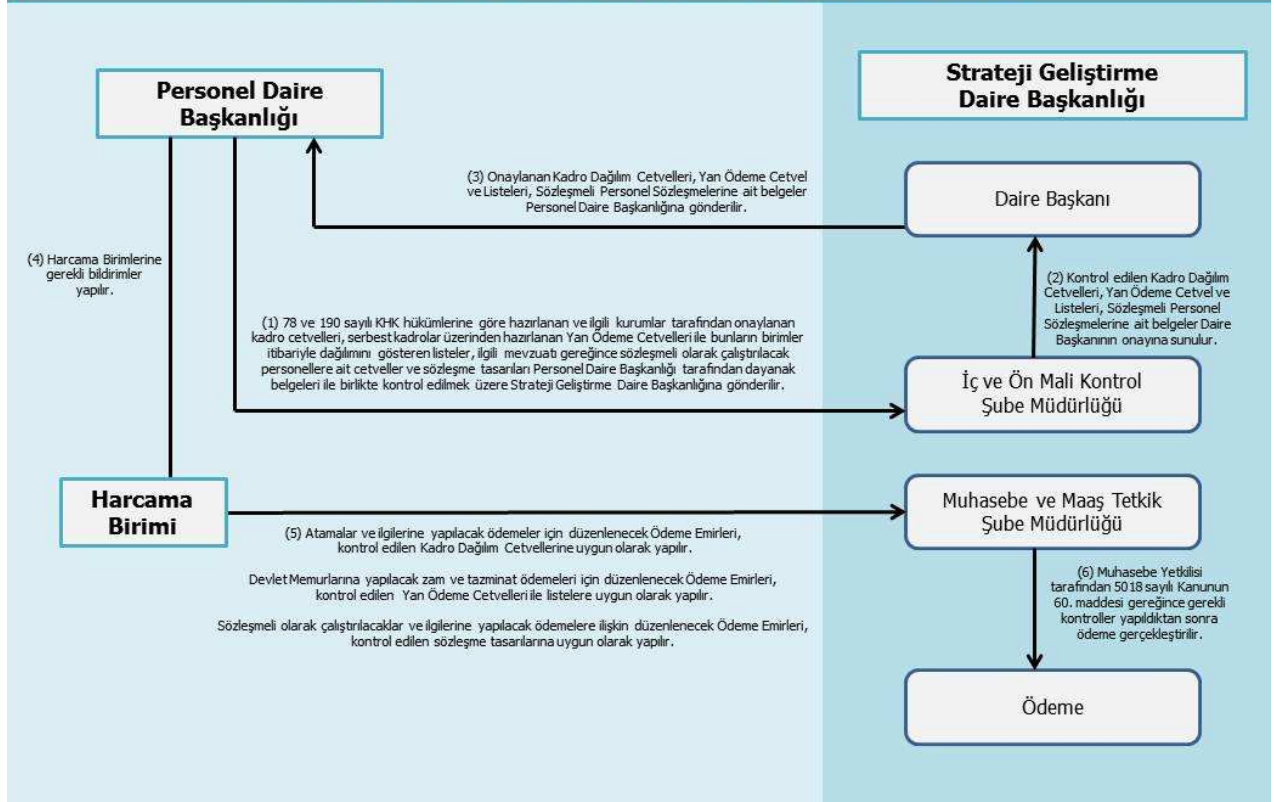 Personel Daire
Başkanlığı
Strateji Geliştirme
Daire Başkanlığı
(3) Onaylanan Kadro Dağılım Cetvelleri, Yan Ödeme Cetvel
ve Listeleri, Sözleşmeli Personel Sözleşmelerine ait belgeler
Personel Daire Başkanlığına gönderilir.
Daire Başkanı
(4) Harcama Birimlerine
gerekli bildirimler
yapılır.
(2) Kontrol edilen Kadro Dağılım
Cetvelleri, Yan Ödeme Cetvel ve
Listeleri, Sözleşmeli Personel
Sözleşmelerine ait belgeler Daire
Başkanının onayına sunulur.
(1) 78 ve 190 sayılı KHK hükümlerine göre hazırlanan ve ilgili kurumlar tarafından onaylanan
kadro cetvelleri, serbest kadrolar üzerinden hazırlanan Yan Ödeme Cetvelleri ile bunların birimler
itibariyle dağılımını gösteren listeler, ilgili mevzuatı gereğince sözleşmeli olarak çalıştırılacak
personellere ait cetveller ve sözleşme tasarıları Personel Daire Başkanlığı tarafından dayanak
belgeleri ile birlikte kontrol edilmek üzere Strateji Geliştirme Daire Başkanlığına gönderilir.
İç ve Ön Mali Kontrol
Şube Müdürlüğü
Harcama
Birimi
Muhasebe ve Maaş Tetkik
Şube Müdürlüğü
(5) Atamalar ve ilgilerine yapılacak ödemeler için düzenlenecek Ödeme Emirleri,
kontrol edilen Kadro Dağılım Cetvellerine uygun olarak yapılır.
Devlet Memurlarına yapılacak zam ve tazminat ödemeleri için düzenlenecek Ödeme Emirleri,
kontrol edilen Yan Ödeme Cetvelleri ile listelere uygun olarak yapılır.
Sözleşmeli olarak çalıştırılacaklar ve ilgilerine yapılacak ödemelere ilişkin düzenlenecek Ödeme Emirleri,
kontrol edilen sözleşme tasarılarına uygun olarak yapılır.
(6) Muhasebe Yetkilisi
tarafından 5018 sayılı Kanunun
60. maddesi gereğince gerekli
kontroller yapıldıktan sonra
ödeme gerçekleştirilir.
Ödeme